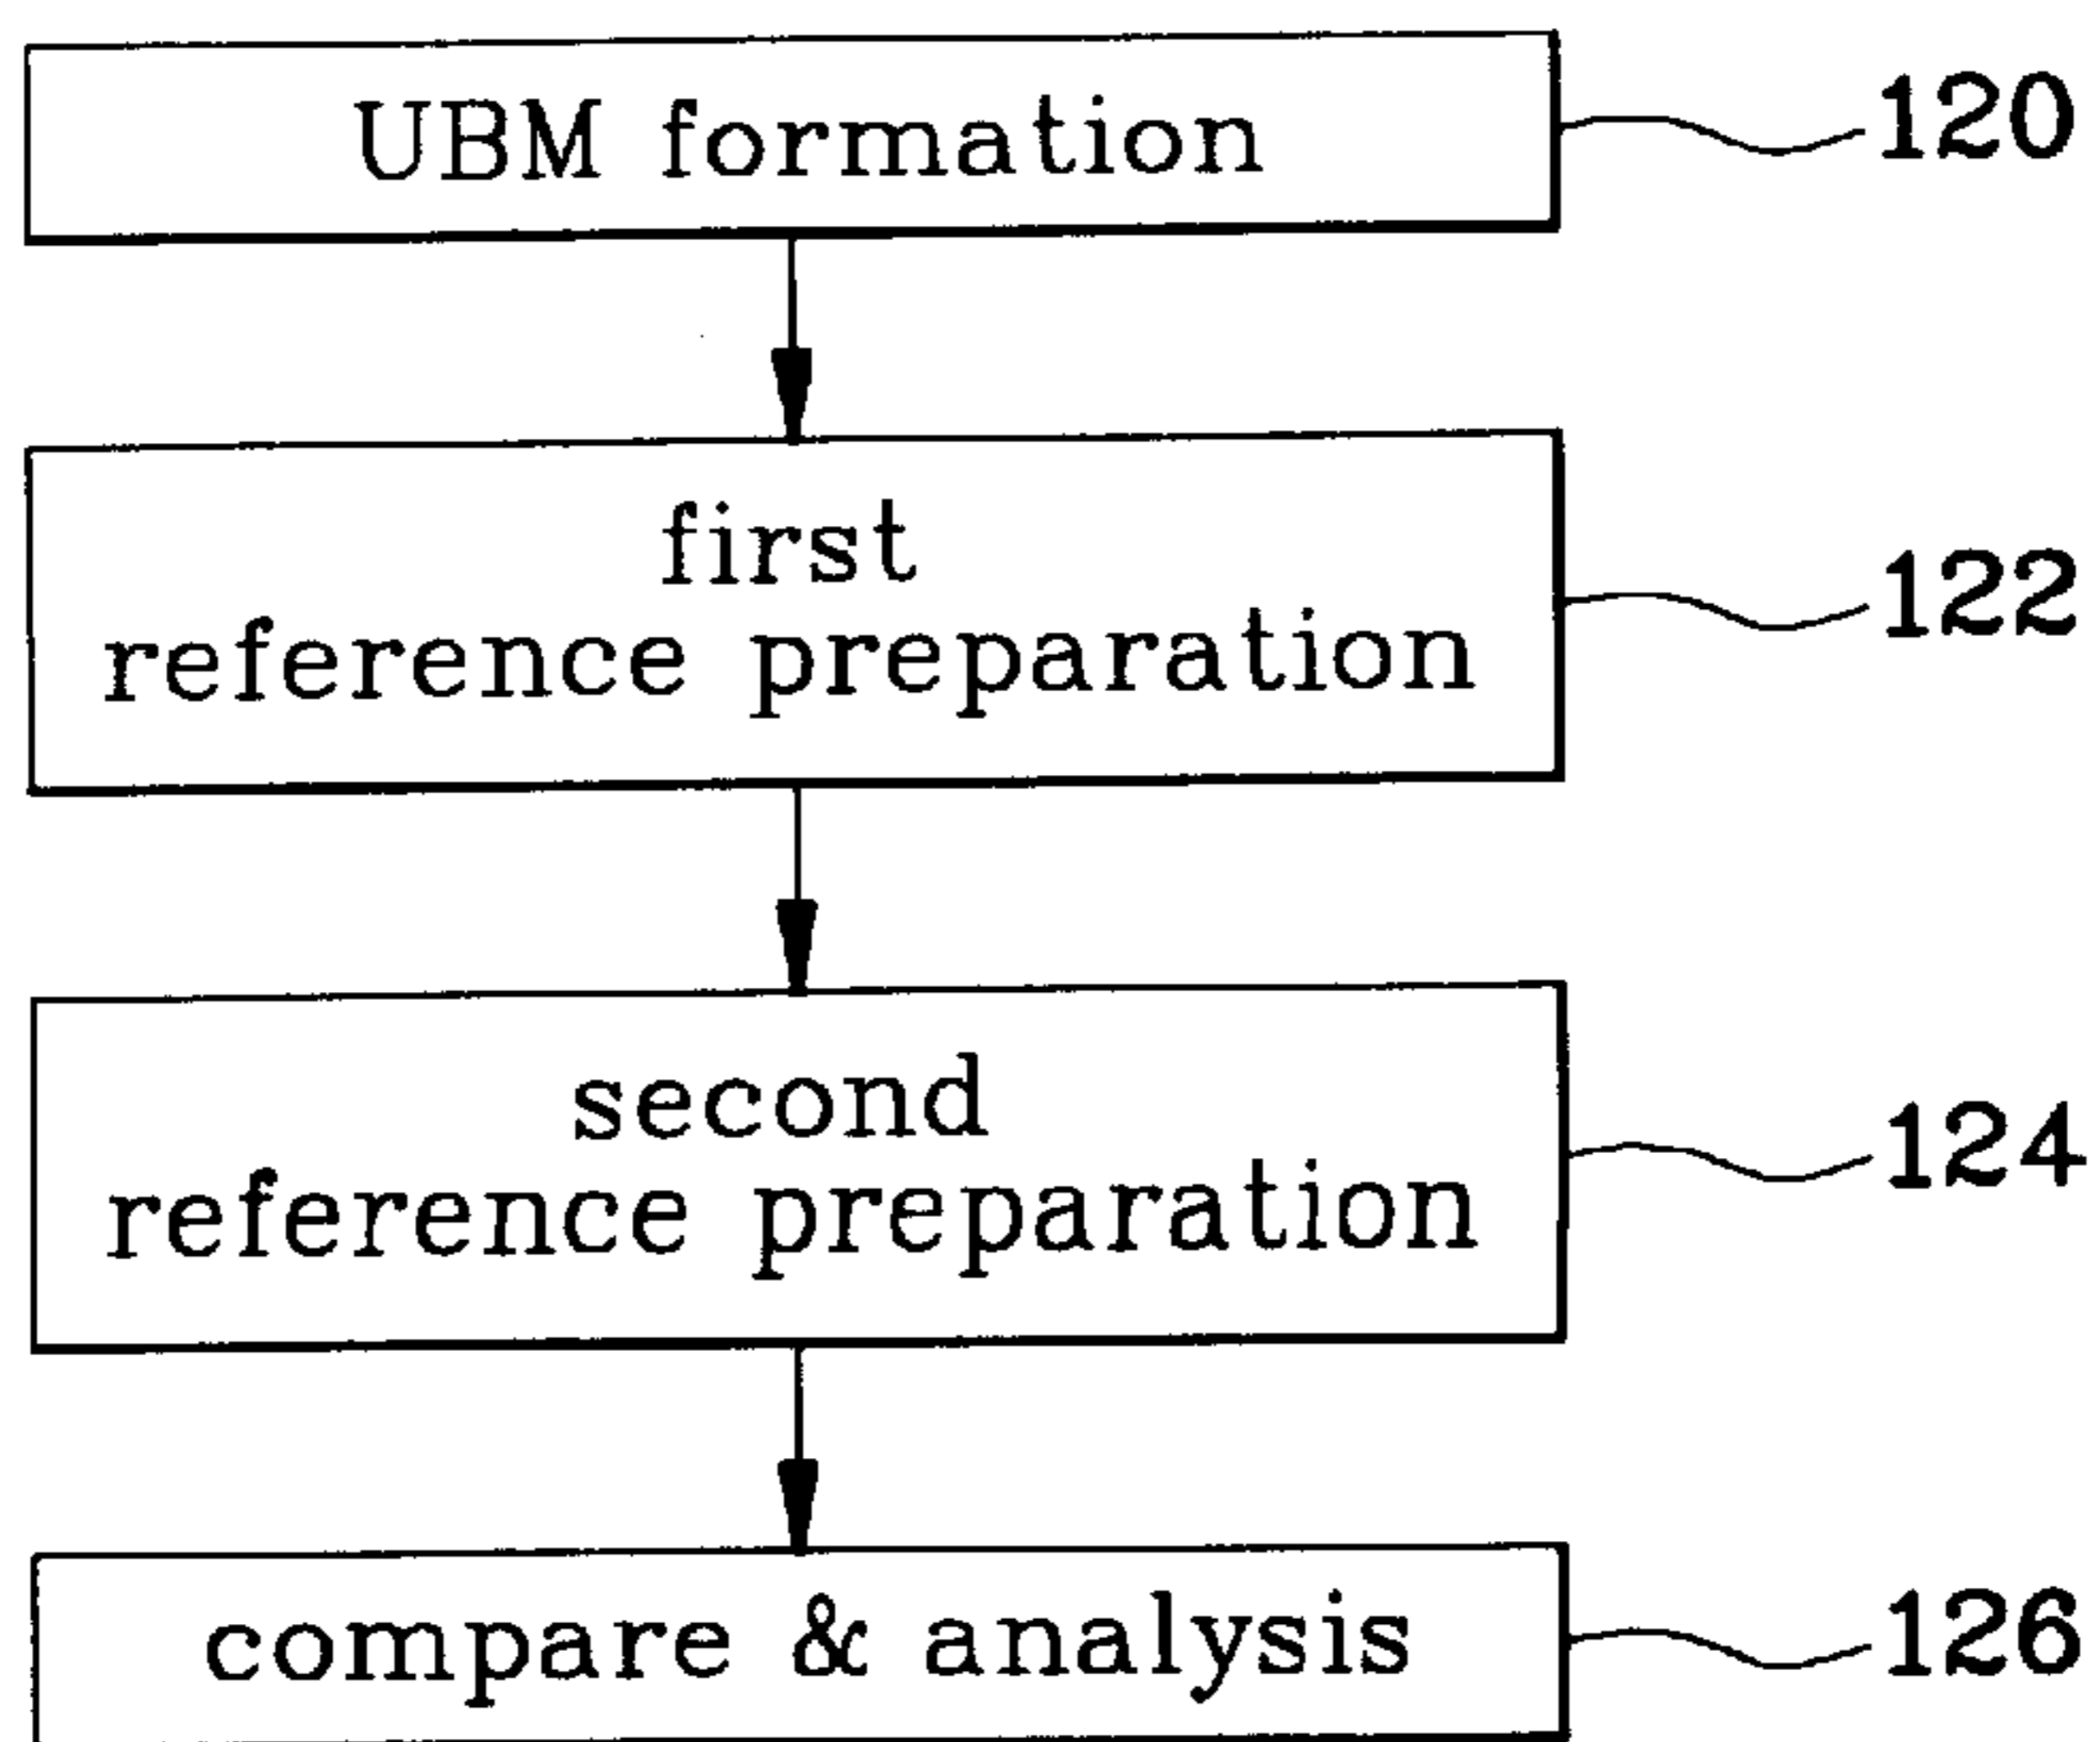 UBM formation
120
first
reference preparation
122
second
reference preparation
124
compare & analysis
126